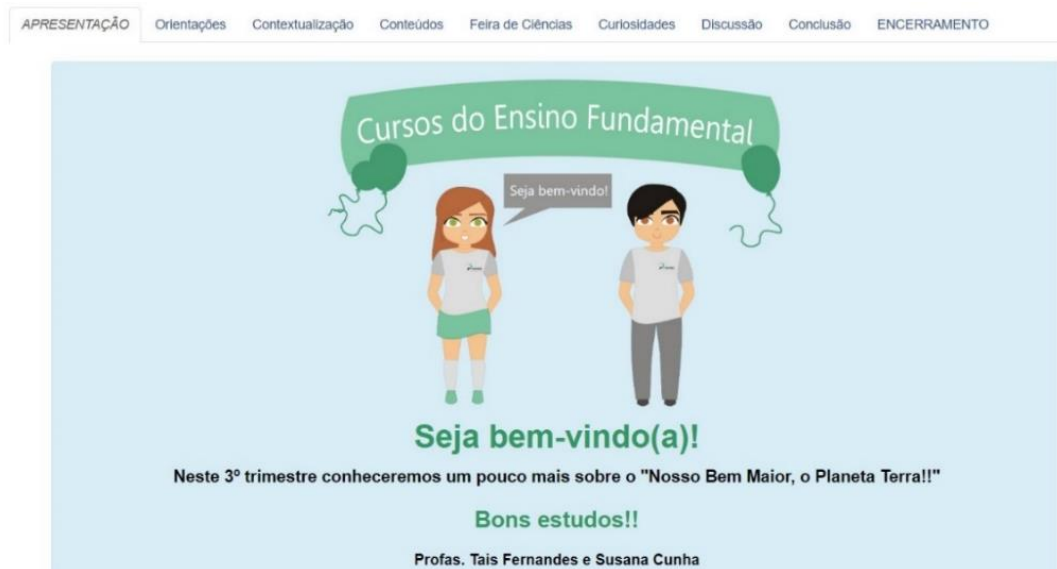 APRESENTAÇÃO Orientações Contextualização Conteúdos Feira de Ciências Curiosidades Discussão Conclusão ENCERRAMENTO
Cursos do Ensino Fundamental
Seja bem-vindo!
Seja bem-vindo(a)!
Neste 3º trimestre conheceremos um pouco mais sobre o "Nosso Bem Maior, o Planeta Terra!!"
Bons estudos!!
Profas. Tais Fernandes e Susana Cunha